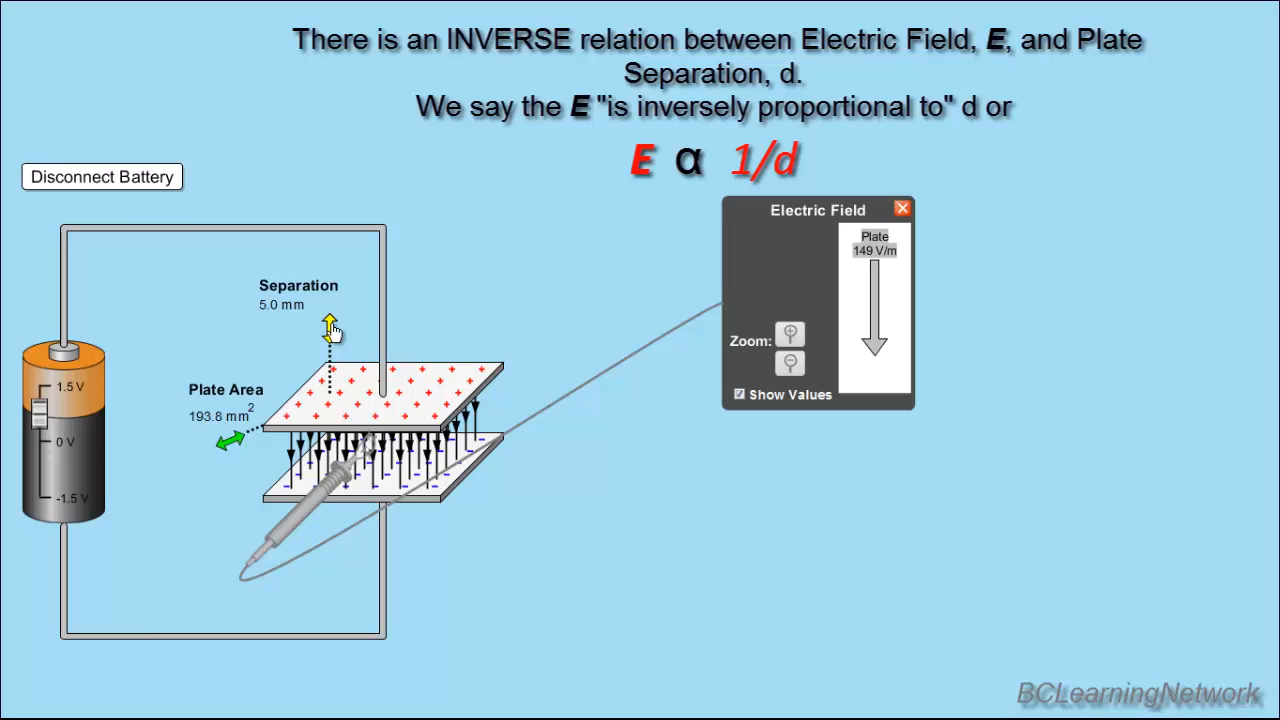 There is an INVERSE relation between Electric Field, E, and Plate
Separation, d.
We say the E "is inversely proportional to" d or
E α 1/d
Disconnect Battery
Electric Field
Plate
149 V/m
Separation
5.0 mm
Zoom:
Show Values
Plate Area
193.8 mm2
1.5 V
0 V
-1.5 V
BCLearningNetwork